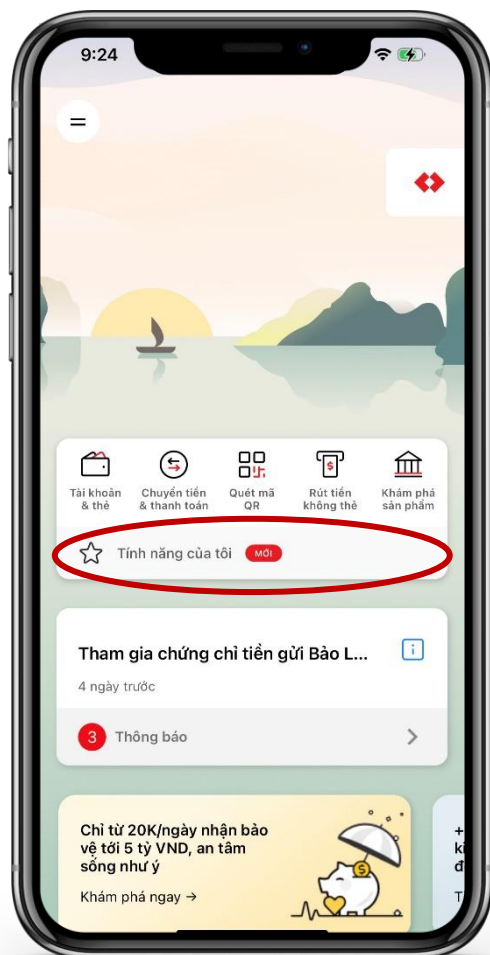 9:24
Tài khoản
& thẻ
Chuyển tiền
& thanh toán
Quét mã
QR
Rút tiền
không thẻ
Khám phá
sản phẩm
Tính năng của tôi MỚI
Tham gia chứng chỉ tiền gửi Bảo L...
4 ngày trước
3 Thông báo
Chỉ từ 20K/ngày nhận bảo
vệ tới 5 tỷ VND, an tâm
sống như ý
Khám phá ngay →
+